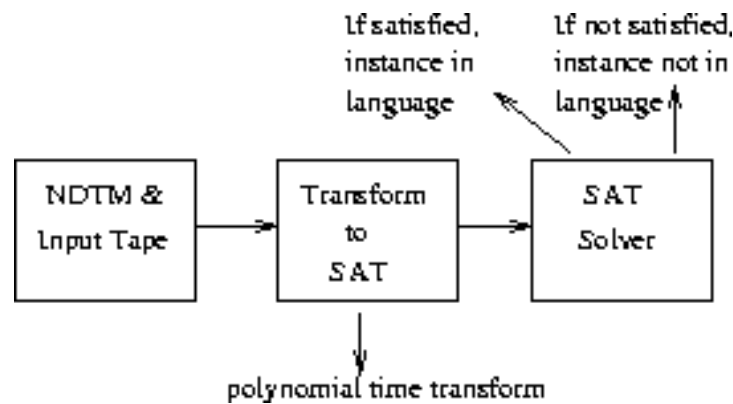 If satisfied,
instance in
language
If not satisfied,
instance not in
language
NDTM &
Input Tape
Transform
to
SAT
SAT
Solver
polynomial time transform